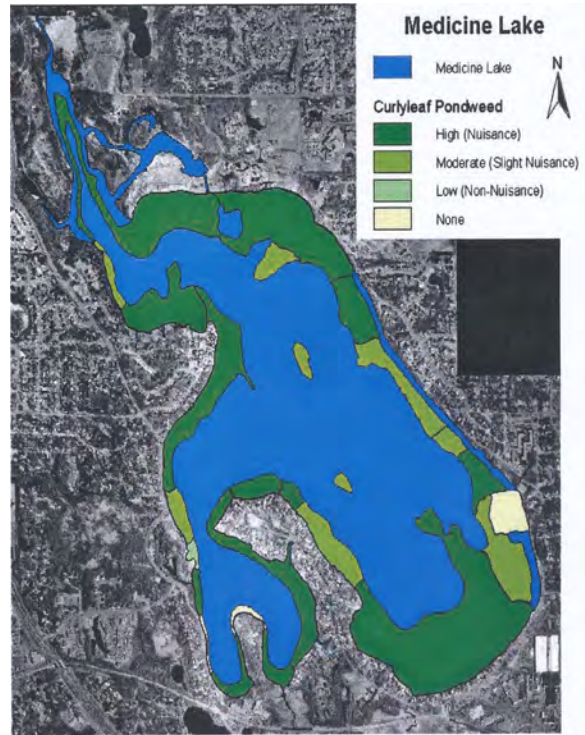 Medicine Lake
Medicine Lake
N
Curlyleaf Pondweed
High (Nuisance)
Moderate (Slight Nuisance)
Low (Non-Nuisance)
None